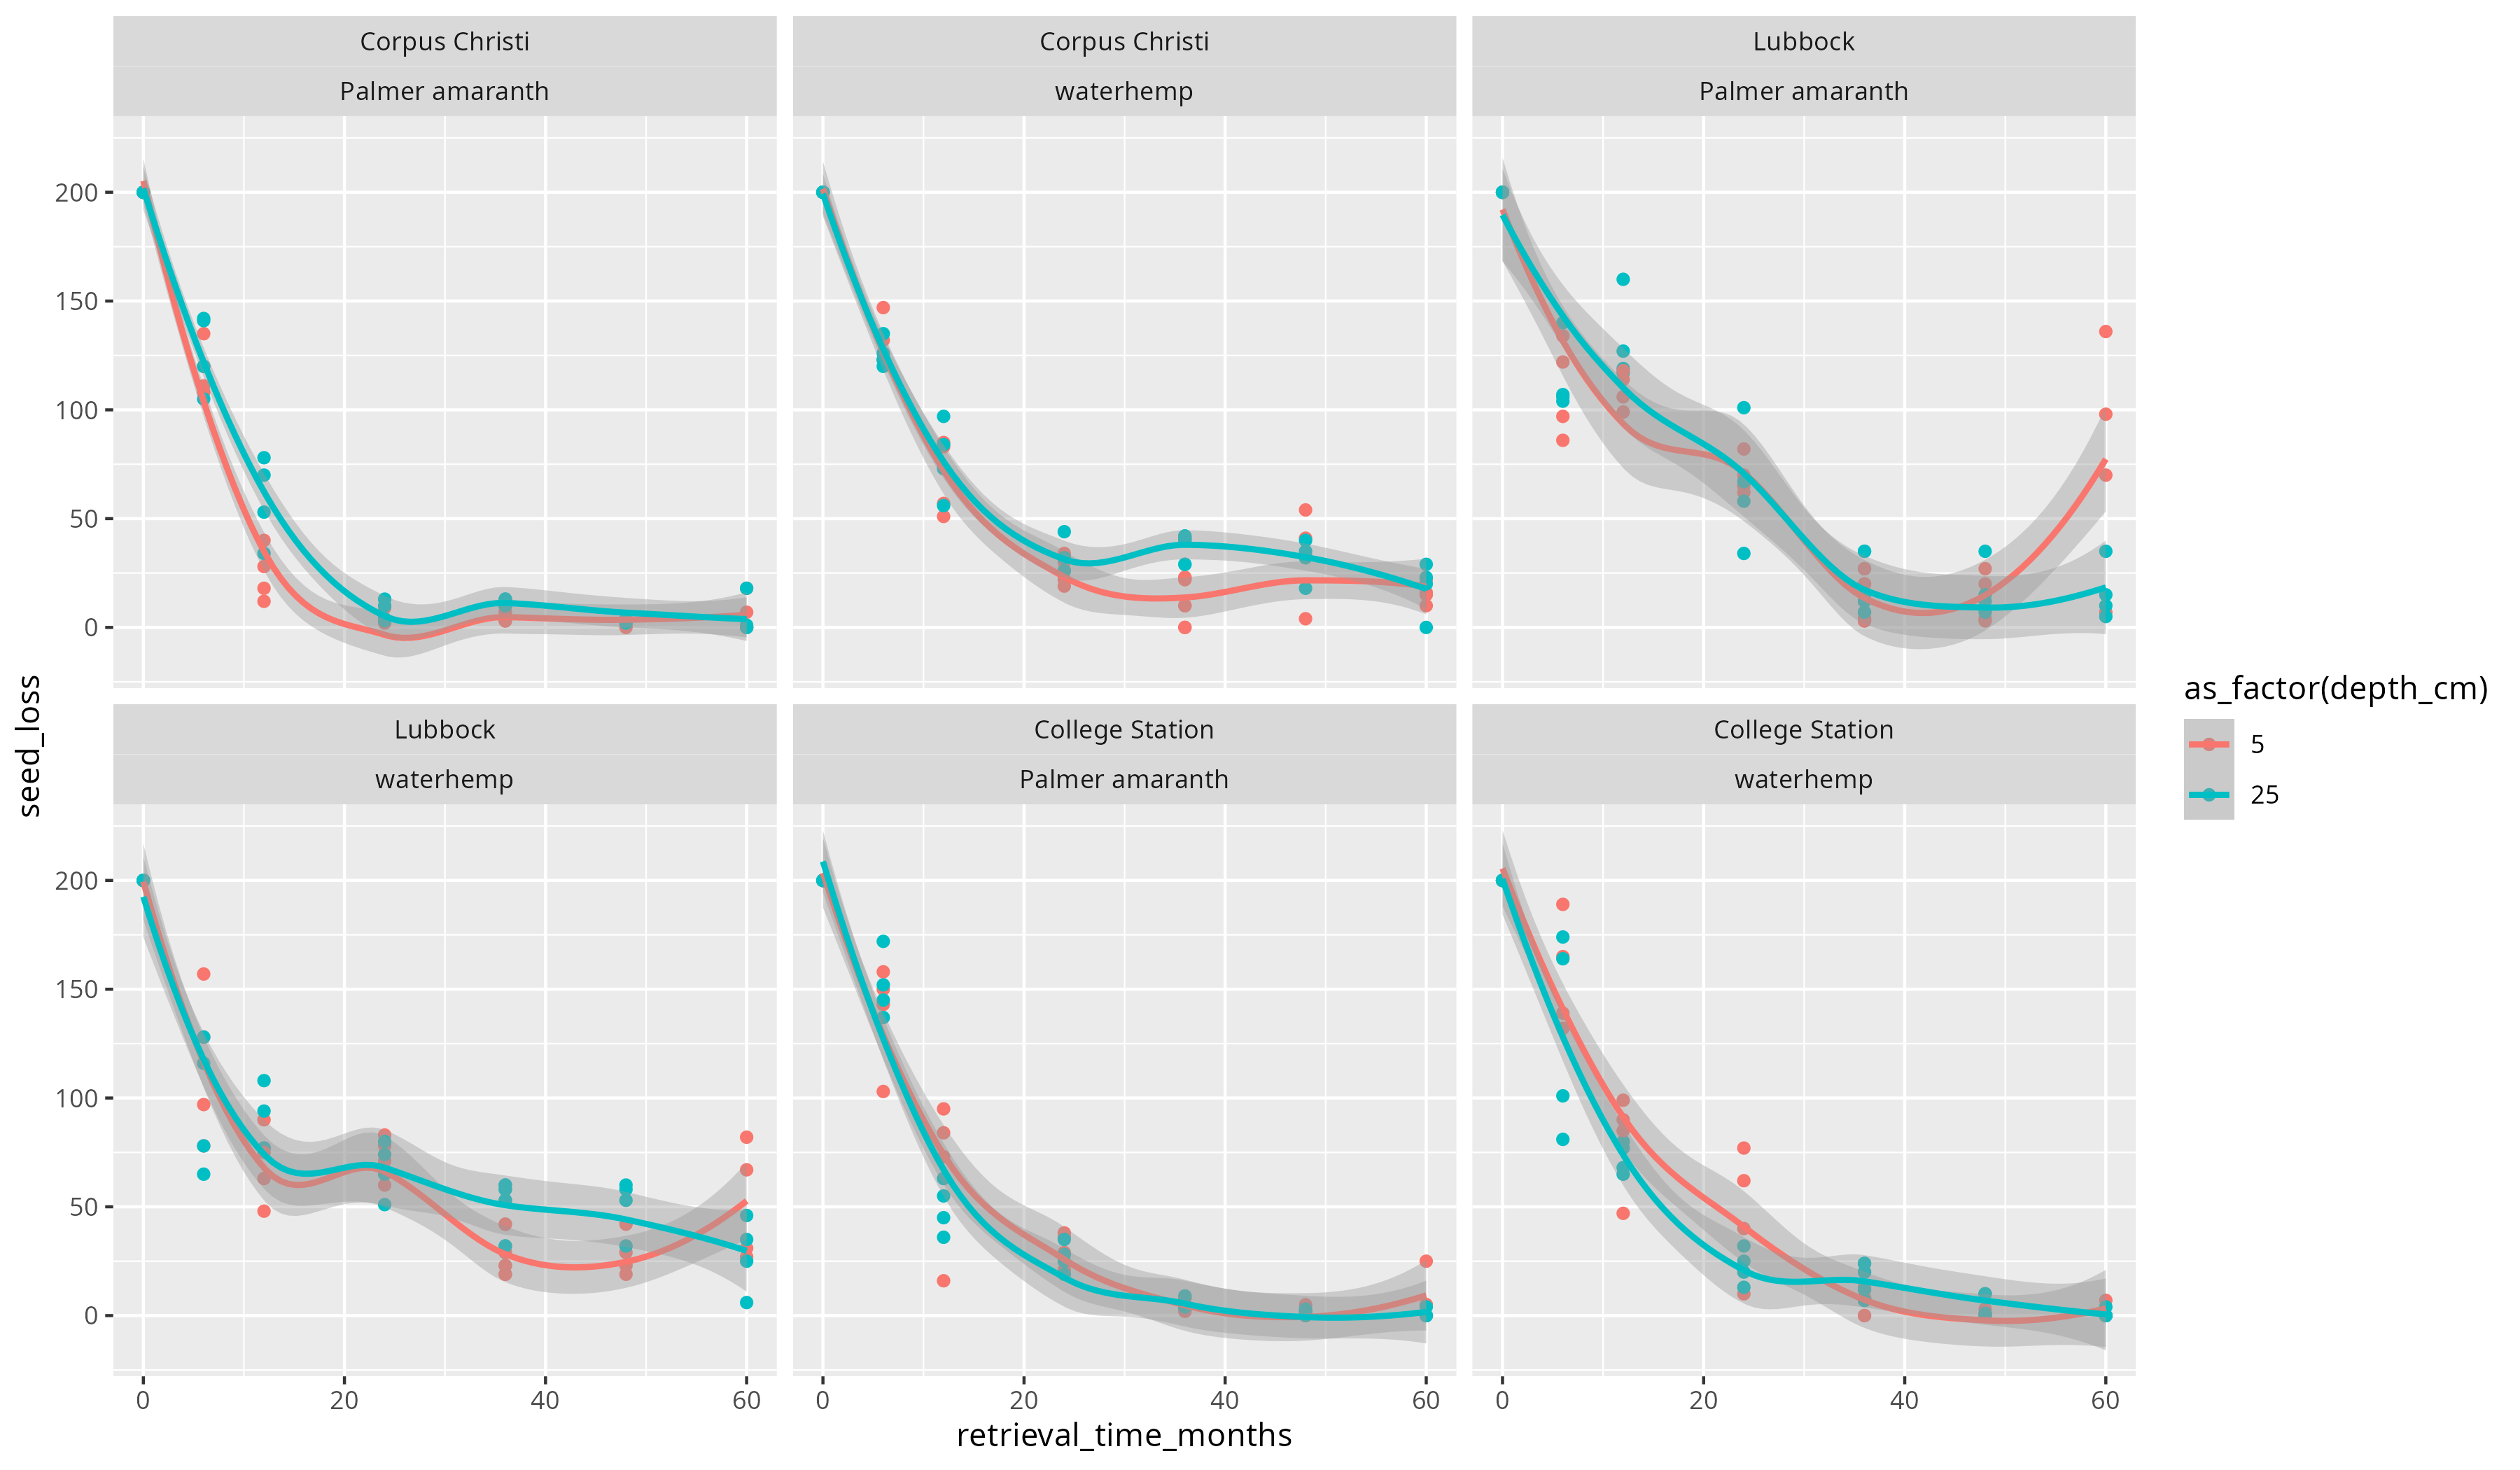 Corpus Christi
Palmer amaranth
Corpus Christi
waterhemp
Lubbock
Palmer amaranth
200
150
100
50
0
Lubbock
waterhemp
College Station
Palmer amaranth
College Station
waterhemp
200
150
100
50
0
0 20 40 60
0 20 40 60
0 20 40 60
retrieval_time_months
seed_loss
as_factor(depth_cm)
5
25